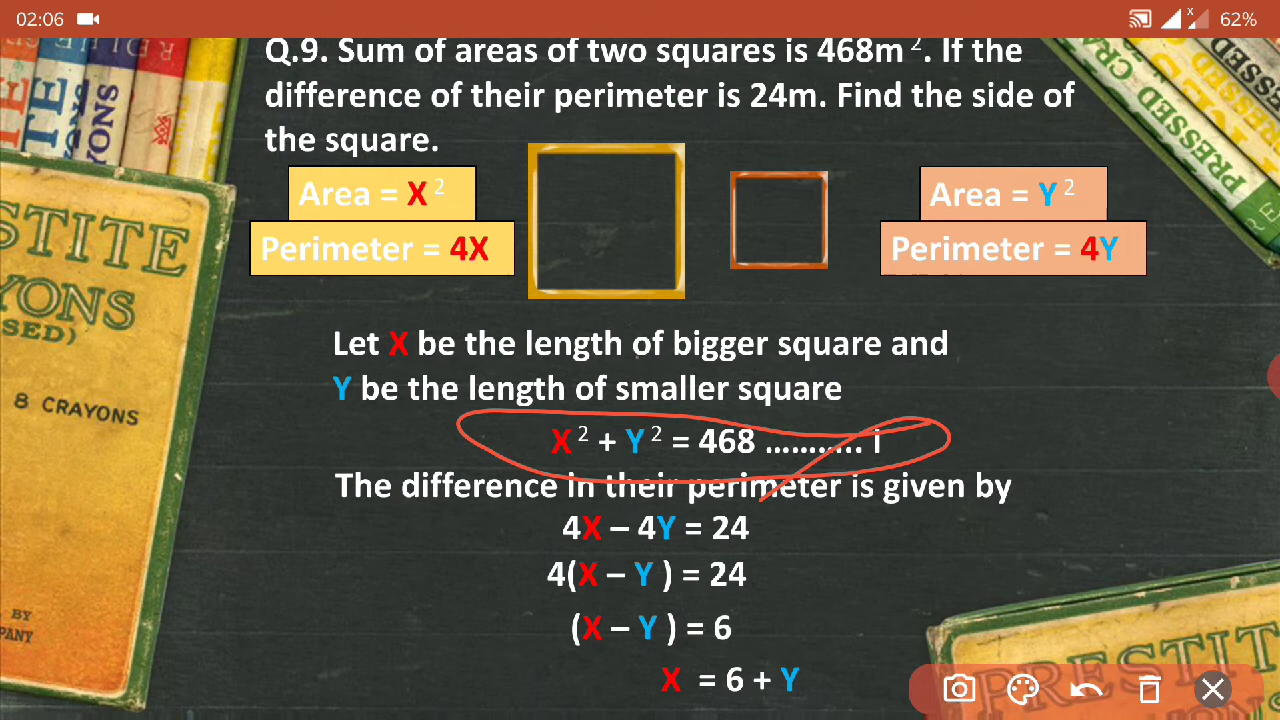 02:06
62%
Q.9. Sum of areas of two squares is 468m². If the
difference of their perimeter is 24m. Find the side of
the square.
Area = X²
Perimeter = 4X
Area = Y²
Perimeter = 4Y
Let X be the length of bigger square and
Y be the length of smaller square
X² + Y² = 468 ........... i
The difference in their perimeter is given by
4X – 4Y = 24
4(X – Y ) = 24
(X – Y ) = 6
X = 6 + Y
STITE
YONS
SED)
8 CRAYONS
BY
PANY
YONS
PRESSED
PRESSED